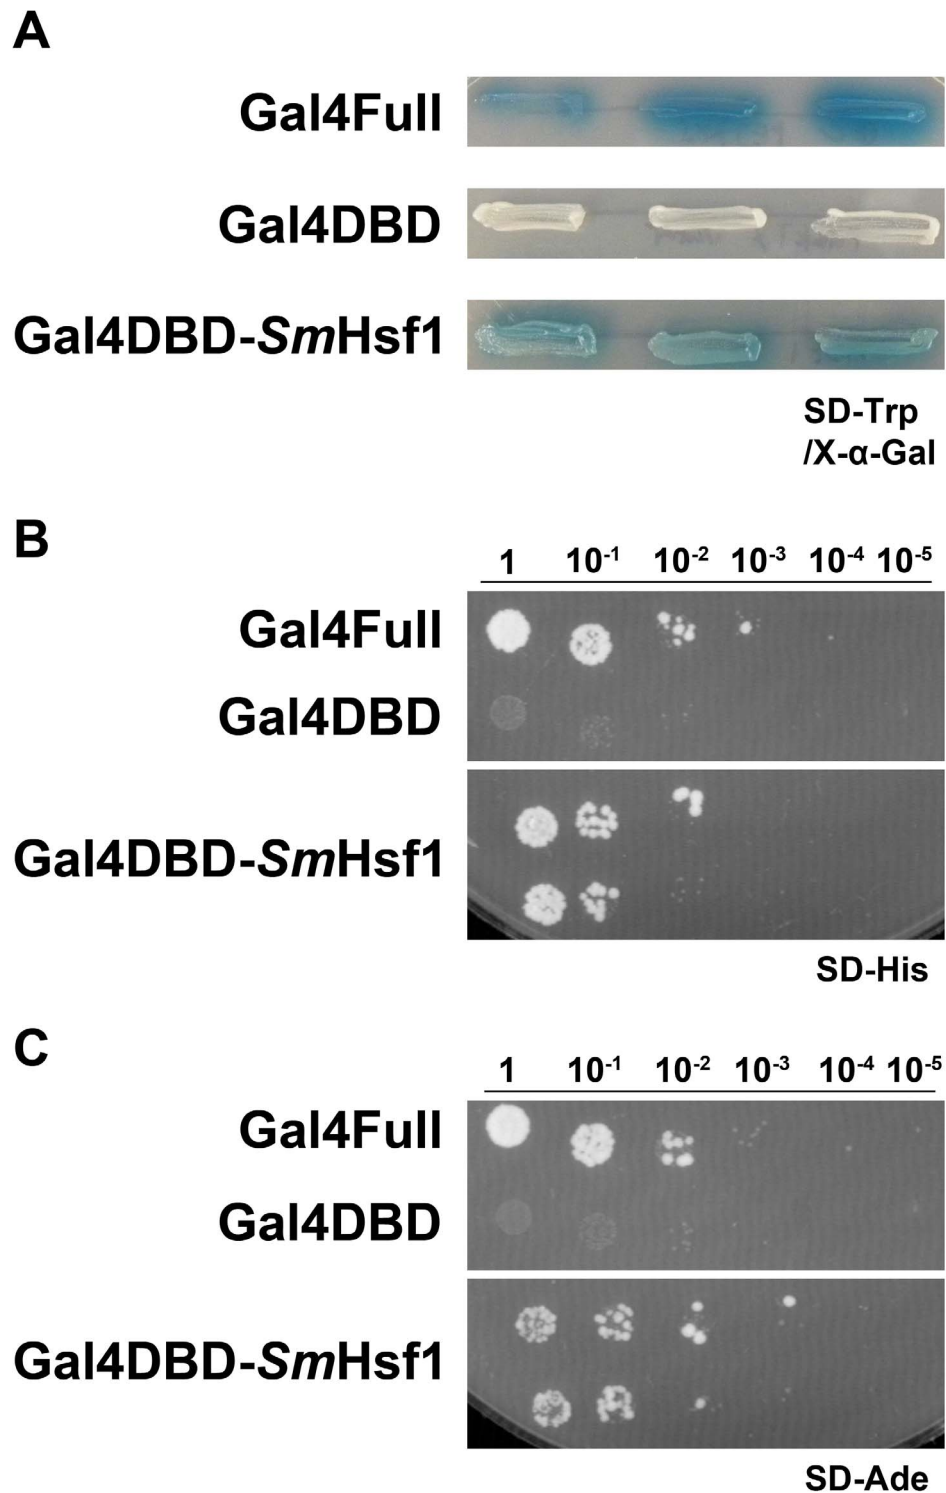 A
Gal4Full
Gal4DBD
Gal4DBD-SmHsf1
SD-Trp
/X-α-Gal
B
1 10-1 10-2 10-3 10-4 10-5
Gal4Full
Gal4DBD
Gal4DBD-SmHsf1
SD-His
C
1 10-1 10-2 10-3 10-4 10-5
Gal4Full
Gal4DBD
Gal4DBD-SmHsf1
SD-Ade